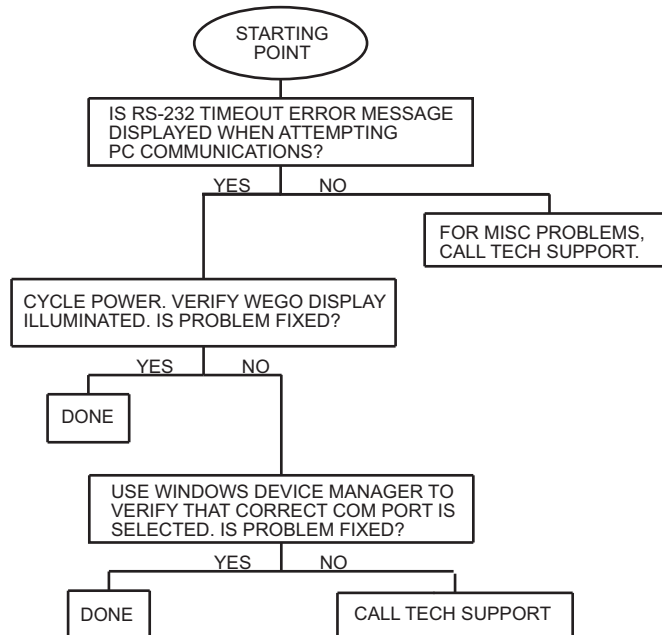 STARTING
POINT
IS RS-232 TIMEOUT ERROR MESSAGE
DISPLAYED WHEN ATTEMPTING
PC COMMUNICATIONS?
YES NO
FOR MISC PROBLEMS,
CALL TECH SUPPORT.
CYCLE POWER. VERIFY WEGO DISPLAY
ILLUMINATED. IS PROBLEM FIXED?
YES NO
DONE
USE WINDOWS DEVICE MANAGER TO
VERIFY THAT CORRECT COM PORT IS
SELECTED. IS PROBLEM FIXED?
YES NO
DONE
CALL TECH SUPPORT